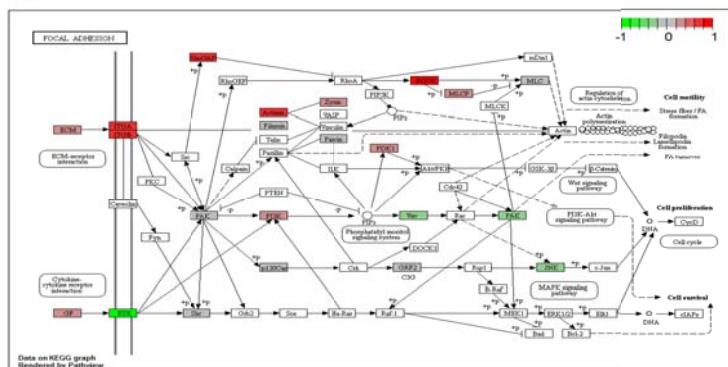 -1 0 1
FOCAL ADHESION
mDia1
RhoGEF
RhoA
MLC
MLCP
Regulation of
actin cytoskeleton
Cell motility
PIP5K
MLCK
Zyxin
Actinin
VASP
Filamin
Vinculin
Talin
Parvin
Paxillin
PIP2
Actin
Actin
polymerization
Stress fiber / FA
formation
Filopodia
Lamellipodia
formation
FA turnover
ECM
ITGA
ITGB
ECM-receptor
interaction
Src
PKC
Calpain
ILK
PDK1
Akt/PKB
GSK-3β
β-Catenin
Wnt signaling
pathway
Caveolin
Fyn
PTEN
FAK
PI3K
PIP3
Phosphatidyl inositol
signaling system
Vav
Cdc42
Rac
PAK
PI3K-Akt
signaling pathway
Cell proliferation
DNA
CycD
Cell cycle
DOCK1
p130Cas
Crk
GRF2
C3G
Rap1
JNK
c-Jun
B-Raf
MAPK signaling
pathway
Cytokine-
cytokine receptor
interaction
GF
RTK
Shc
Grb2
Sos
Ha-Ras
Raf-1
MEK1
ERK1/2
Elk1
Bad
Bcl-2
Cell survival
DNA
cIAPs
Data on KEGG graph
Rendered by Pathview